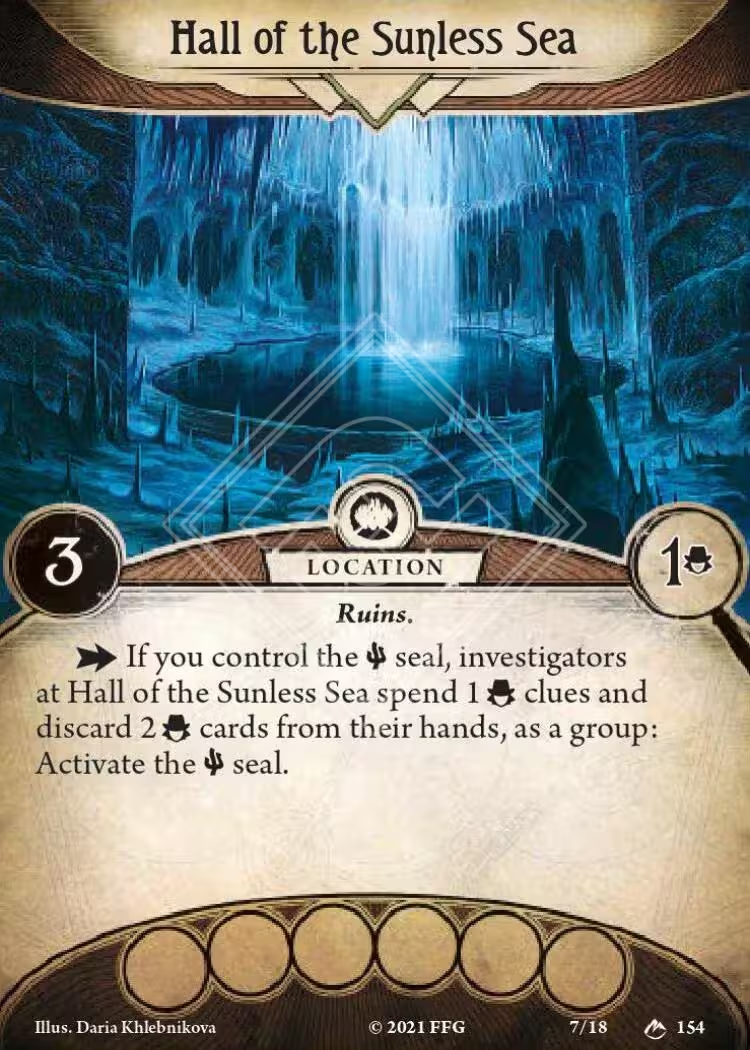 Hall of the Sunless Sea
3
1
LOCATION
Ruins.
If you control the seal, investigators
at Hall of the Sunless Sea spend 1 clues and
discard 2 cards from their hands, as a group:
Activate the seal.
Illus. Daria Khlebnikova © 2021 FFG 7/18 154